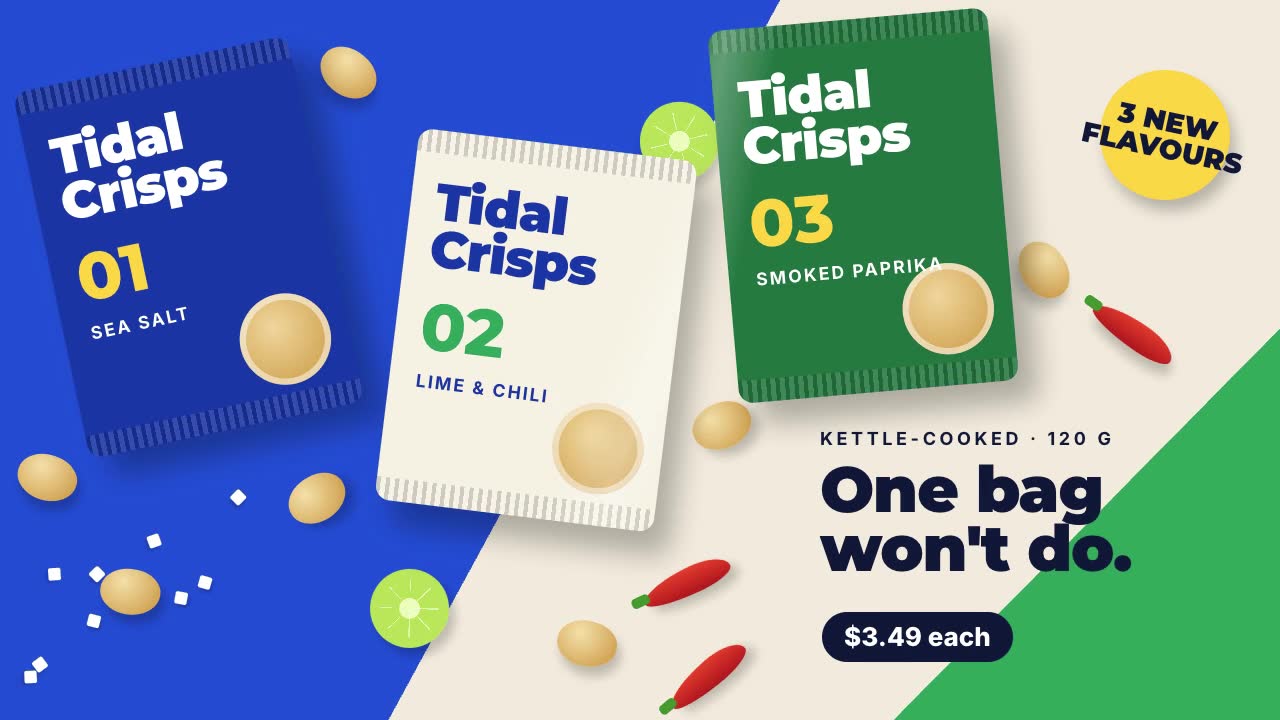 Tidal
Crisps
01
SEA SALT
Tidal
Crisps
02
LIME & CHILI
Tidal
Crisps
03
SMOKED PAPRIKA
3 NEW
FLAVOURS
KETTLE-COOKED · 120 G
One bag
won't do.
$3.49 each